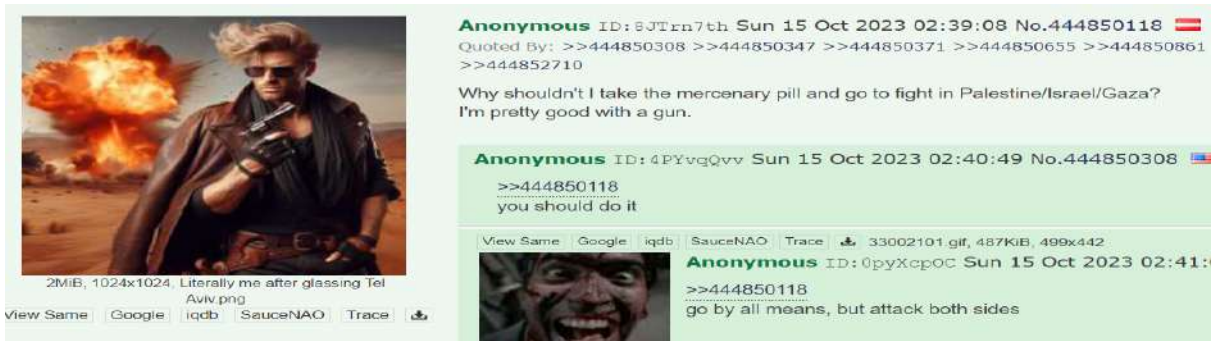 Anonymous ID:8JTrn7th Sun 15 Oct 2023 02:39:08 No.444850118
Quoted By: >>444850308 >>444850347 >>444850371 >>444850655 >>444850861
>>444852710
Why shouldn't I take the mercenary pill and go to fight in Palestine/Israel/Gaza?
I'm pretty good with a gun.
2MiB, 1024x1024, Literally me after glassing Tel
Aviv.png
View Same Google iqdb SauceNAO Trace
Anonymous ID:4PYvqQvv Sun 15 Oct 2023 02:40:49 No.444850308
>>444850118
you should do it
View Same Google iqdb SauceNAO Trace 33002101.gif, 487KiB, 499x442
Anonymous ID:0pyXcpOC Sun 15 Oct 2023 02:41:
>>444850118
go by all means, but attack both sides